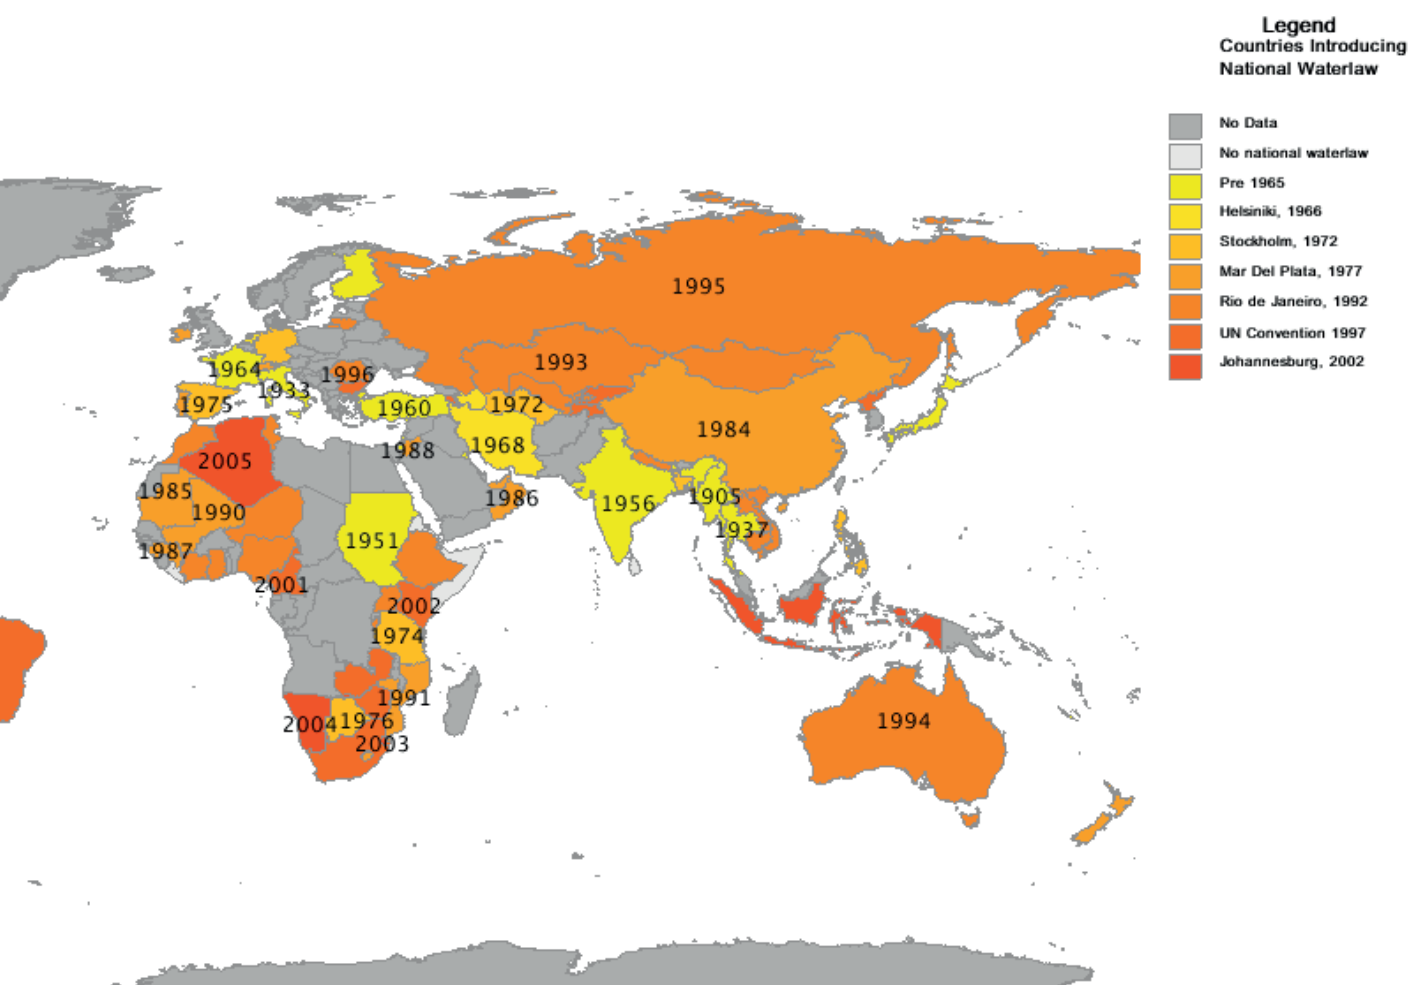 Legend
Countries Introducing
National Waterlaw
No Data
No national waterlaw
Pre 1965
Helsiniki, 1966
Stockholm, 1972
Mar Del Plata, 1977
Rio de Janeiro, 1992
UN Convention 1997
Johannesburg, 2002
1995
1964
1933
1996
1993
1975
1960
1972
1984
2005
1988
1968
1985
1990
1986
1956
1905
1937
1987
1951
2001
2002
1974
1991
2004
1976
2003
1994